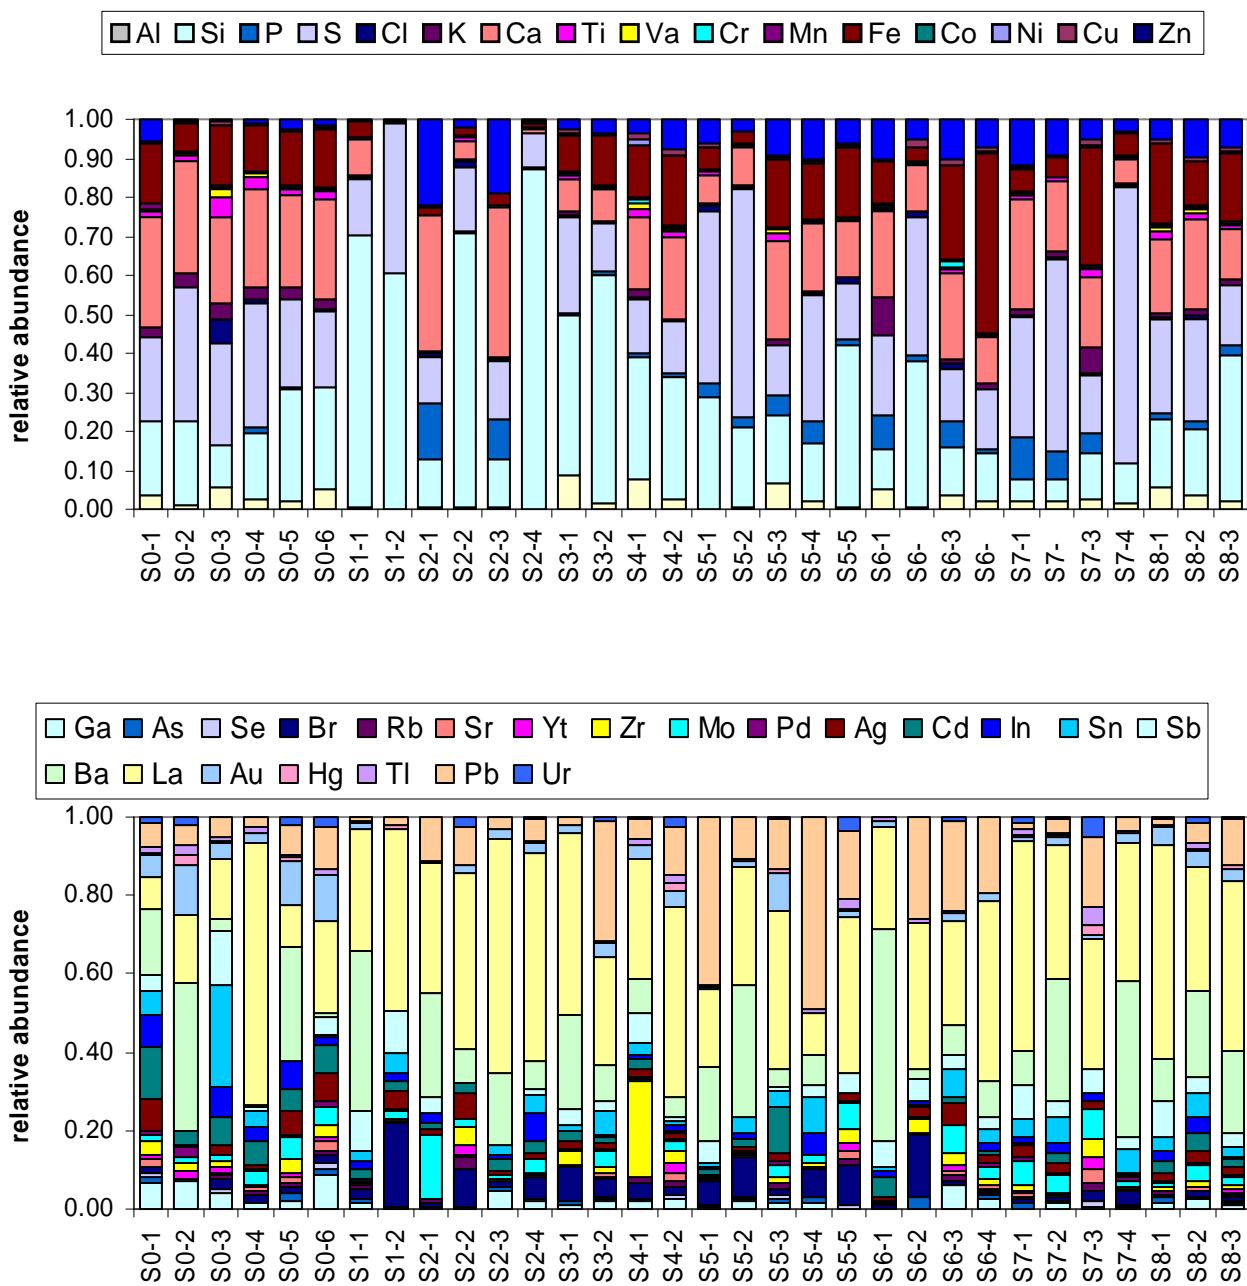 Al Si P S Cl K Ca Ti Va Cr Mn Fe Co Ni Cu Zn
1.00
0.90
0.80
0.70
0.60
0.50
0.40
0.30
0.20
0.10
0.00
relative abundance
S0-1 S0-2 S0-3 S0-4 S0-5 S0-6 S1-1 S1-2 S2-1 S2-2 S2-3 S2-4 S3-1 S3-2 S4-1 S4-2 S5-1 S5-2 S5-3 S5-4 S5-5 S6-1 S6- S6-3 S6- S7-1 S7- S7-3 S7-4 S8-1 S8-2 S8-3
Ga As Se Br Rb Sr Yt Zr Mo Pd Ag Cd In Sn Sb
Ba La Au Hg Tl Pb Ur
1.00
0.80
0.60
0.40
0.20
0.00
relative abundance
S0-1 S0-2 S0-3 S0-4 S0-5 S0-6 S1-1 S1-2 S2-1 S2-2 S2-3 S2-4 S3-1 S3-2 S4-1 S4-2 S5-1 S5-2 S5-3 S5-4 S5-5 S6-1 S6-2 S6-3 S6-4 S7-1 S7-2 S7-3 S7-4 S8-1 S8-2 S8-3